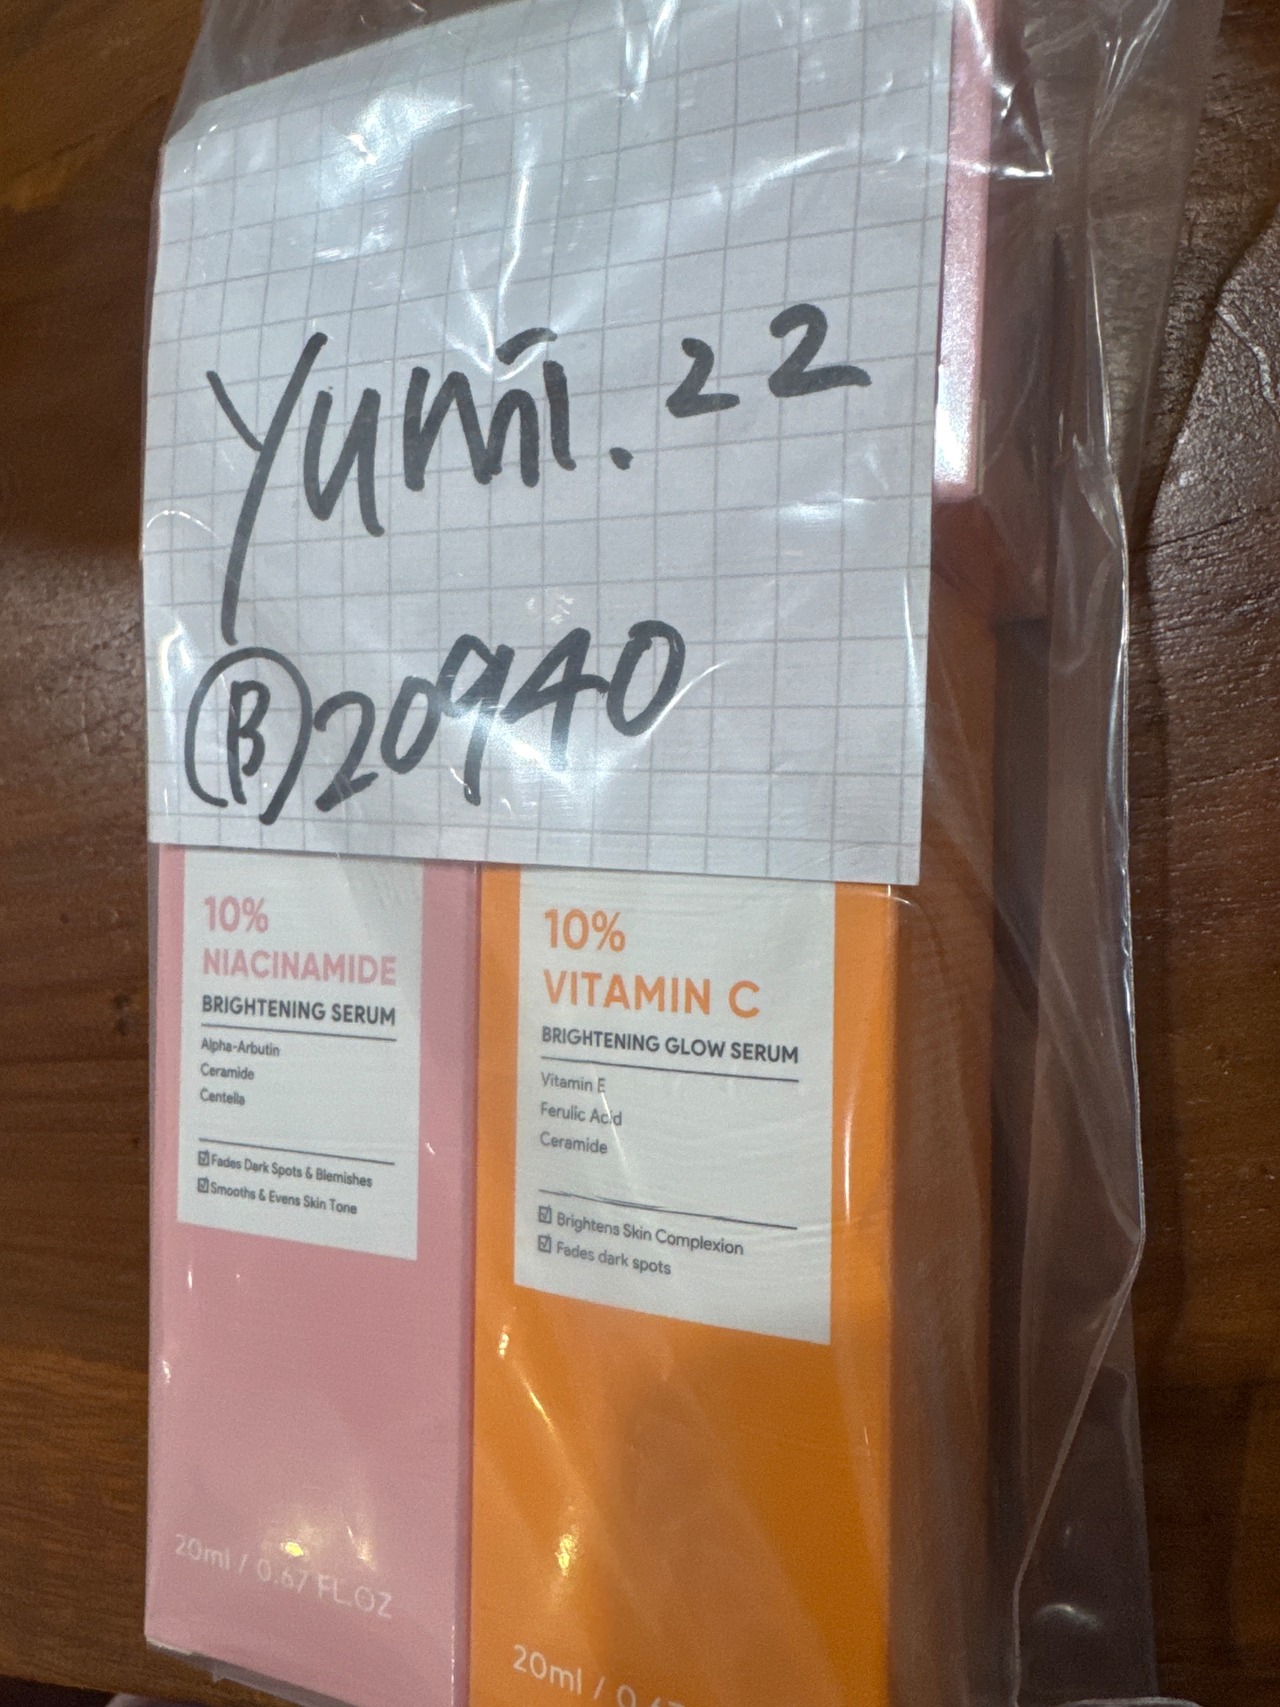 Yumi.22
B 20940
10%
NIACINAMIDE
BRIGHTENING SERUM
Alpha-Arbutin
Ceramide
Centella
☑ Fades Dark Spots & Blemishes
☑ Smooths & Evens Skin Tone
20ml / 0.67 FL.OZ
10%
VITAMIN C
BRIGHTENING GLOW SERUM
Vitamin E
Ferulic Acid
Ceramide
☑ Brightens Skin Complexion
☑ Fades dark spots
20ml /